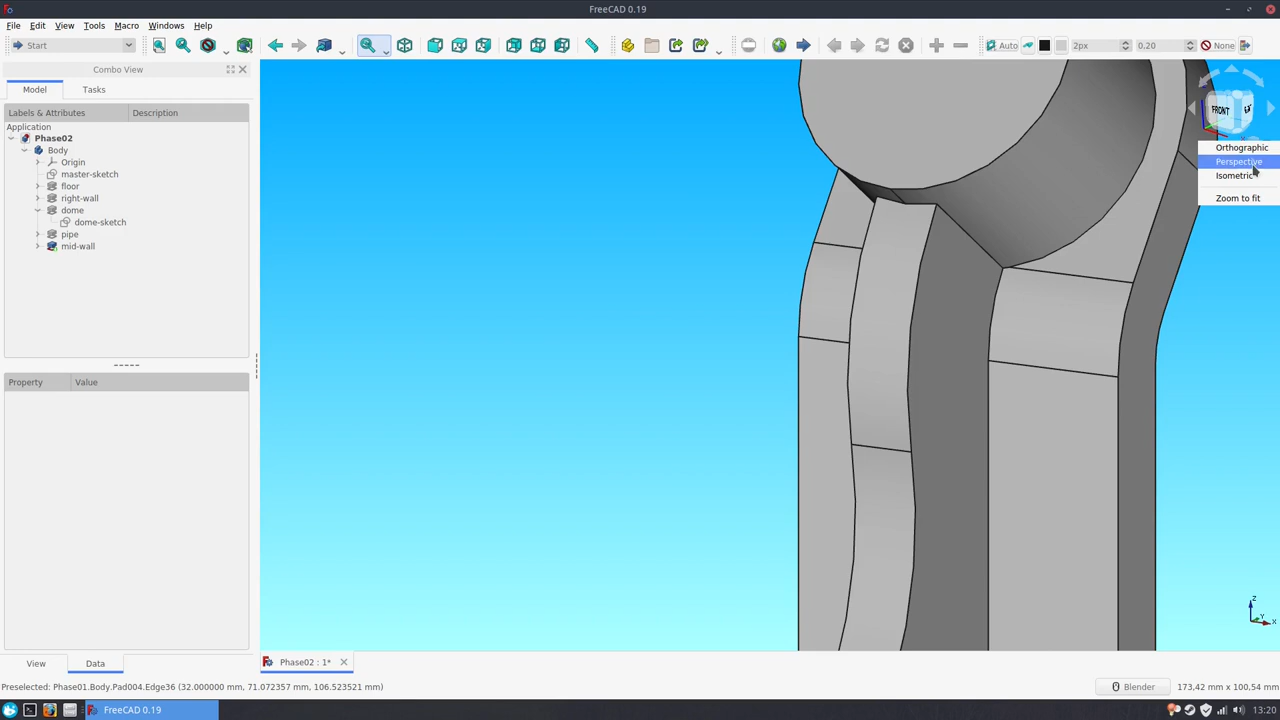 FreeCAD 0.19
File Edit View Tools Macro Windows Help
Start
Auto 2px 0.20 None
Combo View
Model Tasks
Labels & Attributes Description
Application
Phase02
Body
Origin
master-sketch
floor
right-wall
dome
dome-sketch
pipe
mid-wall
Property Value
FRONT
Orthographic
Perspective
Isometric
Zoom to fit
Z
Y
X
View Data
Phase02 : 1*
Preselected: Phase01.Body.Pad004.Edge36 (32.000000 mm, 71.072357 mm, 106.523521 mm)
Blender 173,42 mm x 100,54 mm
FreeCAD 0.19 13:20